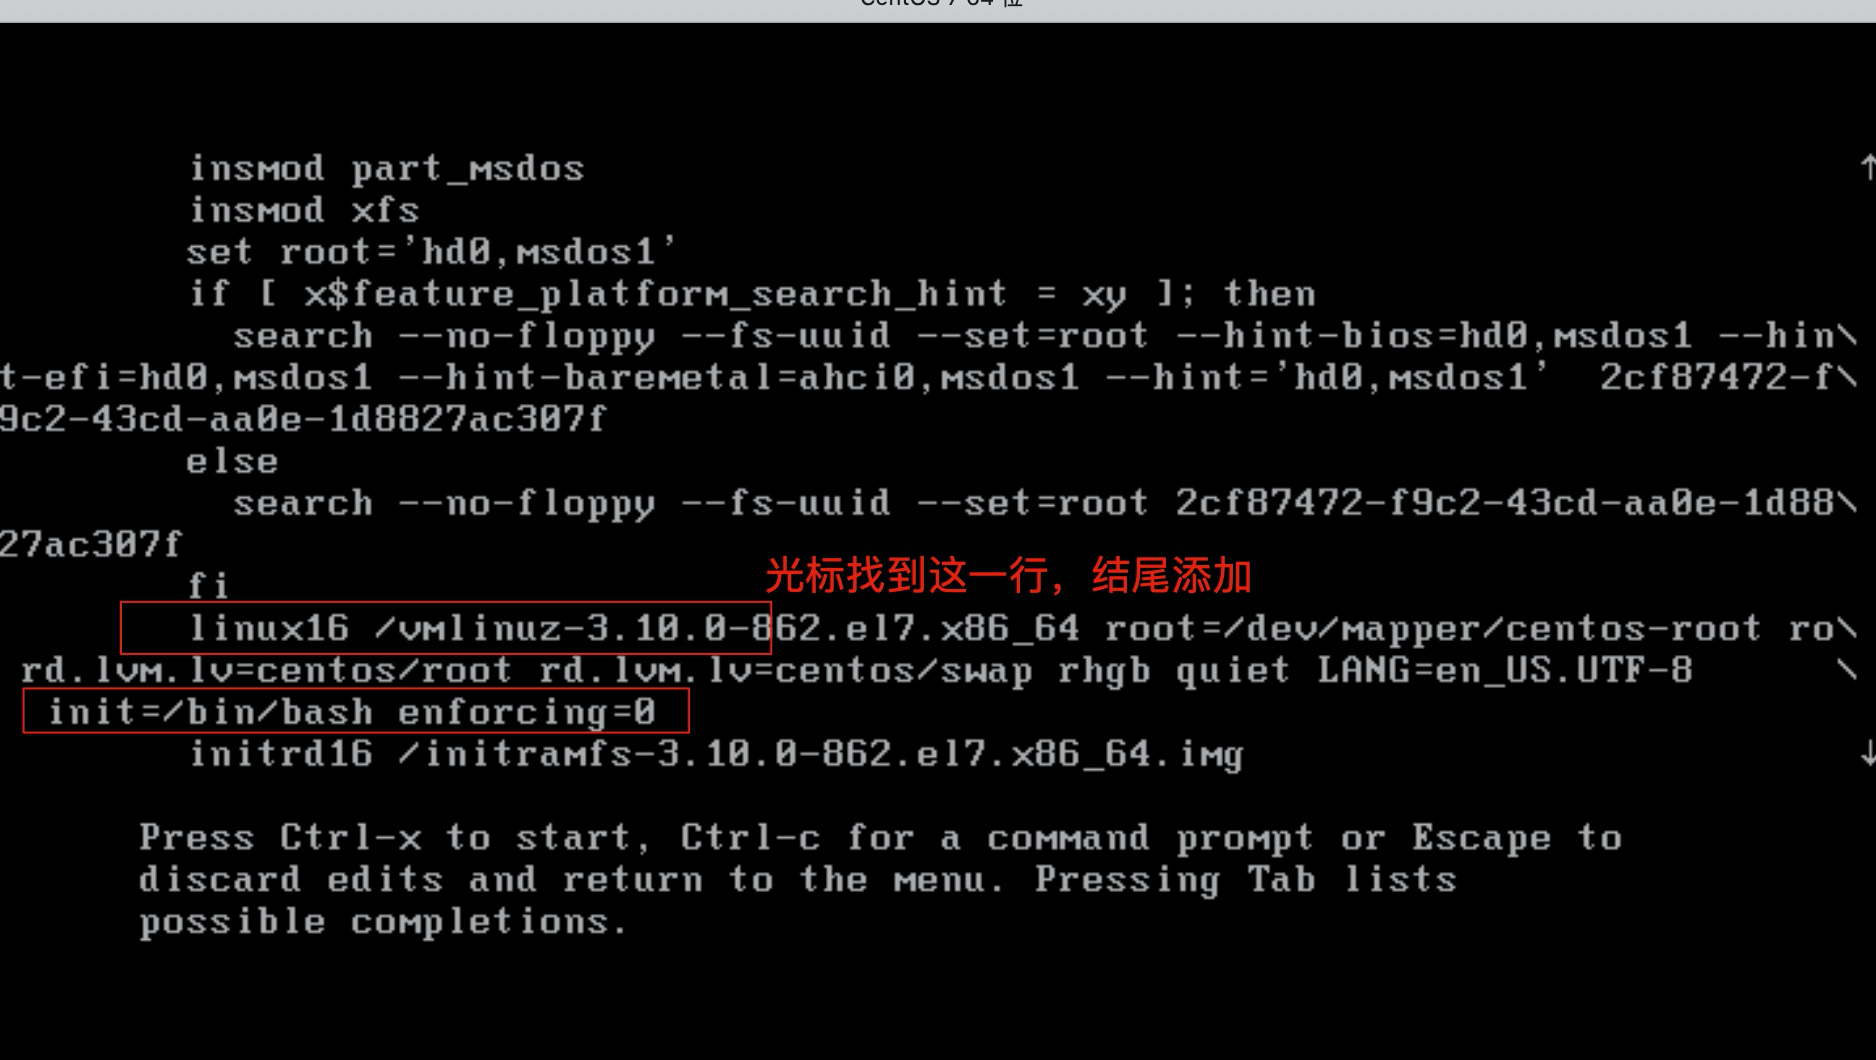 CentOS 7 64 位
insmod part_msdos
insmod xfs
set root='hd0,msdos1'
if [ x$feature_platform_search_hint = xy ]; then
search --no-floppy --fs-uuid --set=root --hint-bios=hd0,msdos1 --hin\
t-efi=hd0,msdos1 --hint-baremetal=ahci0,msdos1 --hint='hd0,msdos1'  2cf87472-f\
9c2-43cd-aa0e-1d8827ac307f
else
search --no-floppy --fs-uuid --set=root 2cf87472-f9c2-43cd-aa0e-1d88\
27ac307f
光标找到这一行，结尾添加
fi
linux16 /vmlinuz-3.10.0-862.el7.x86_64 root=/dev/mapper/centos-root ro\
rd.lvm.lv=centos/root rd.lvm.lv=centos/swap rhgb quiet LANG=en_US.UTF-8 \
init=/bin/bash enforcing=0
initrd16 /initramfs-3.10.0-862.el7.x86_64.img
Press Ctrl-x to start, Ctrl-c for a command prompt or Escape to
discard edits and return to the menu. Pressing Tab lists
possible completions.